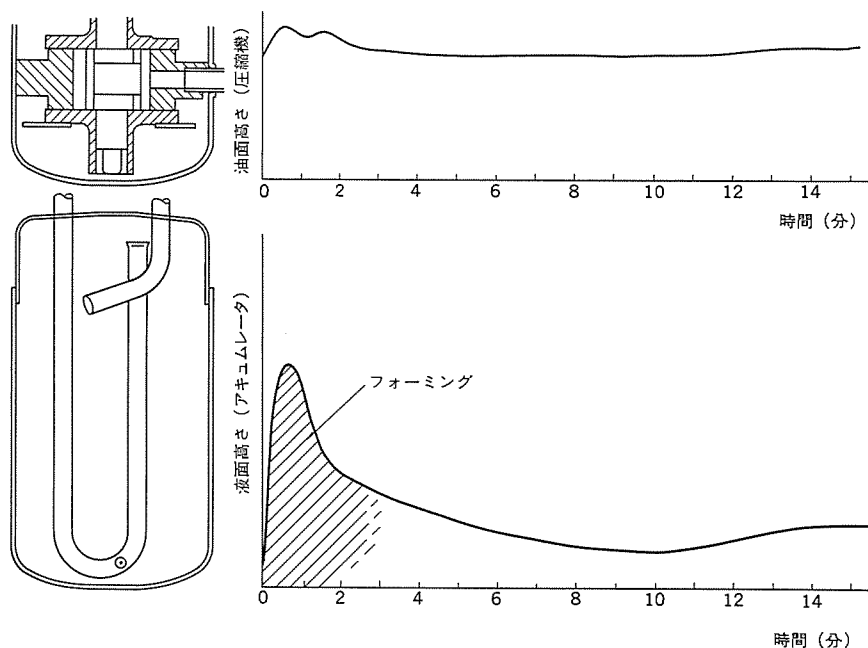 油面高さ（圧縮機）
0 2 4 6 8 10 12 14
時間（分）
液面高さ（アキュムレータ）
フォーミング
0 2 4 6 8 10 12 14
時間（分）